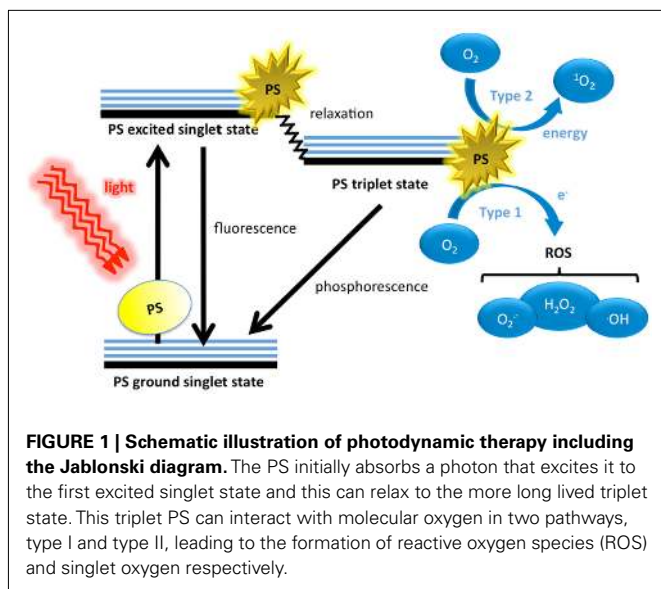 O₂
PS
¹O₂
Type 2
relaxation
energy
PS excited singlet state
PS
PS triplet state
light
Type 1
e⁻
O₂
fluorescence
ROS
phosphorescence
PS
H₂O₂
O₂·⁻
·OH
PS ground singlet state
FIGURE 1 | Schematic illustration of photodynamic therapy including
the Jablonski diagram. The PS initially absorbs a photon that excites it to
the first excited singlet state and this can relax to the more long lived triplet
state. This triplet PS can interact with molecular oxygen in two pathways,
type I and type II, leading to the formation of reactive oxygen species (ROS)
and singlet oxygen respectively.